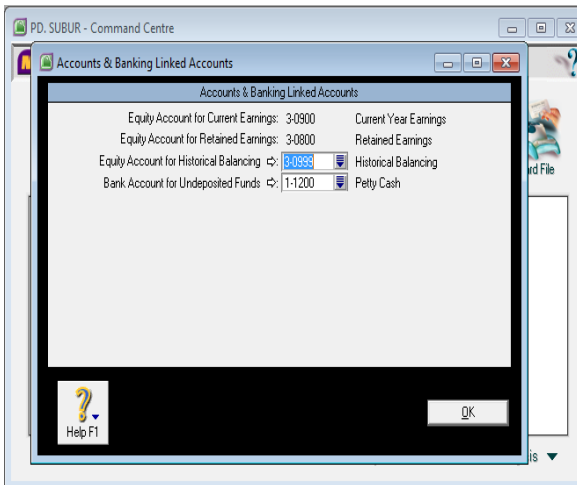 PD. SUBUR - Command Centre
Accounts & Banking Linked Accounts
Accounts & Banking Linked Accounts
Equity Account for Current Earnings: 3-0900 Current Year Earnings
Equity Account for Retained Earnings: 3-0800 Retained Earnings
Equity Account for Historical Balancing ⇨: 3-0999 Historical Balancing
Bank Account for Undeposited Funds ⇨: 1-1200 Petty Cash
rd File
Help F1
OK
is